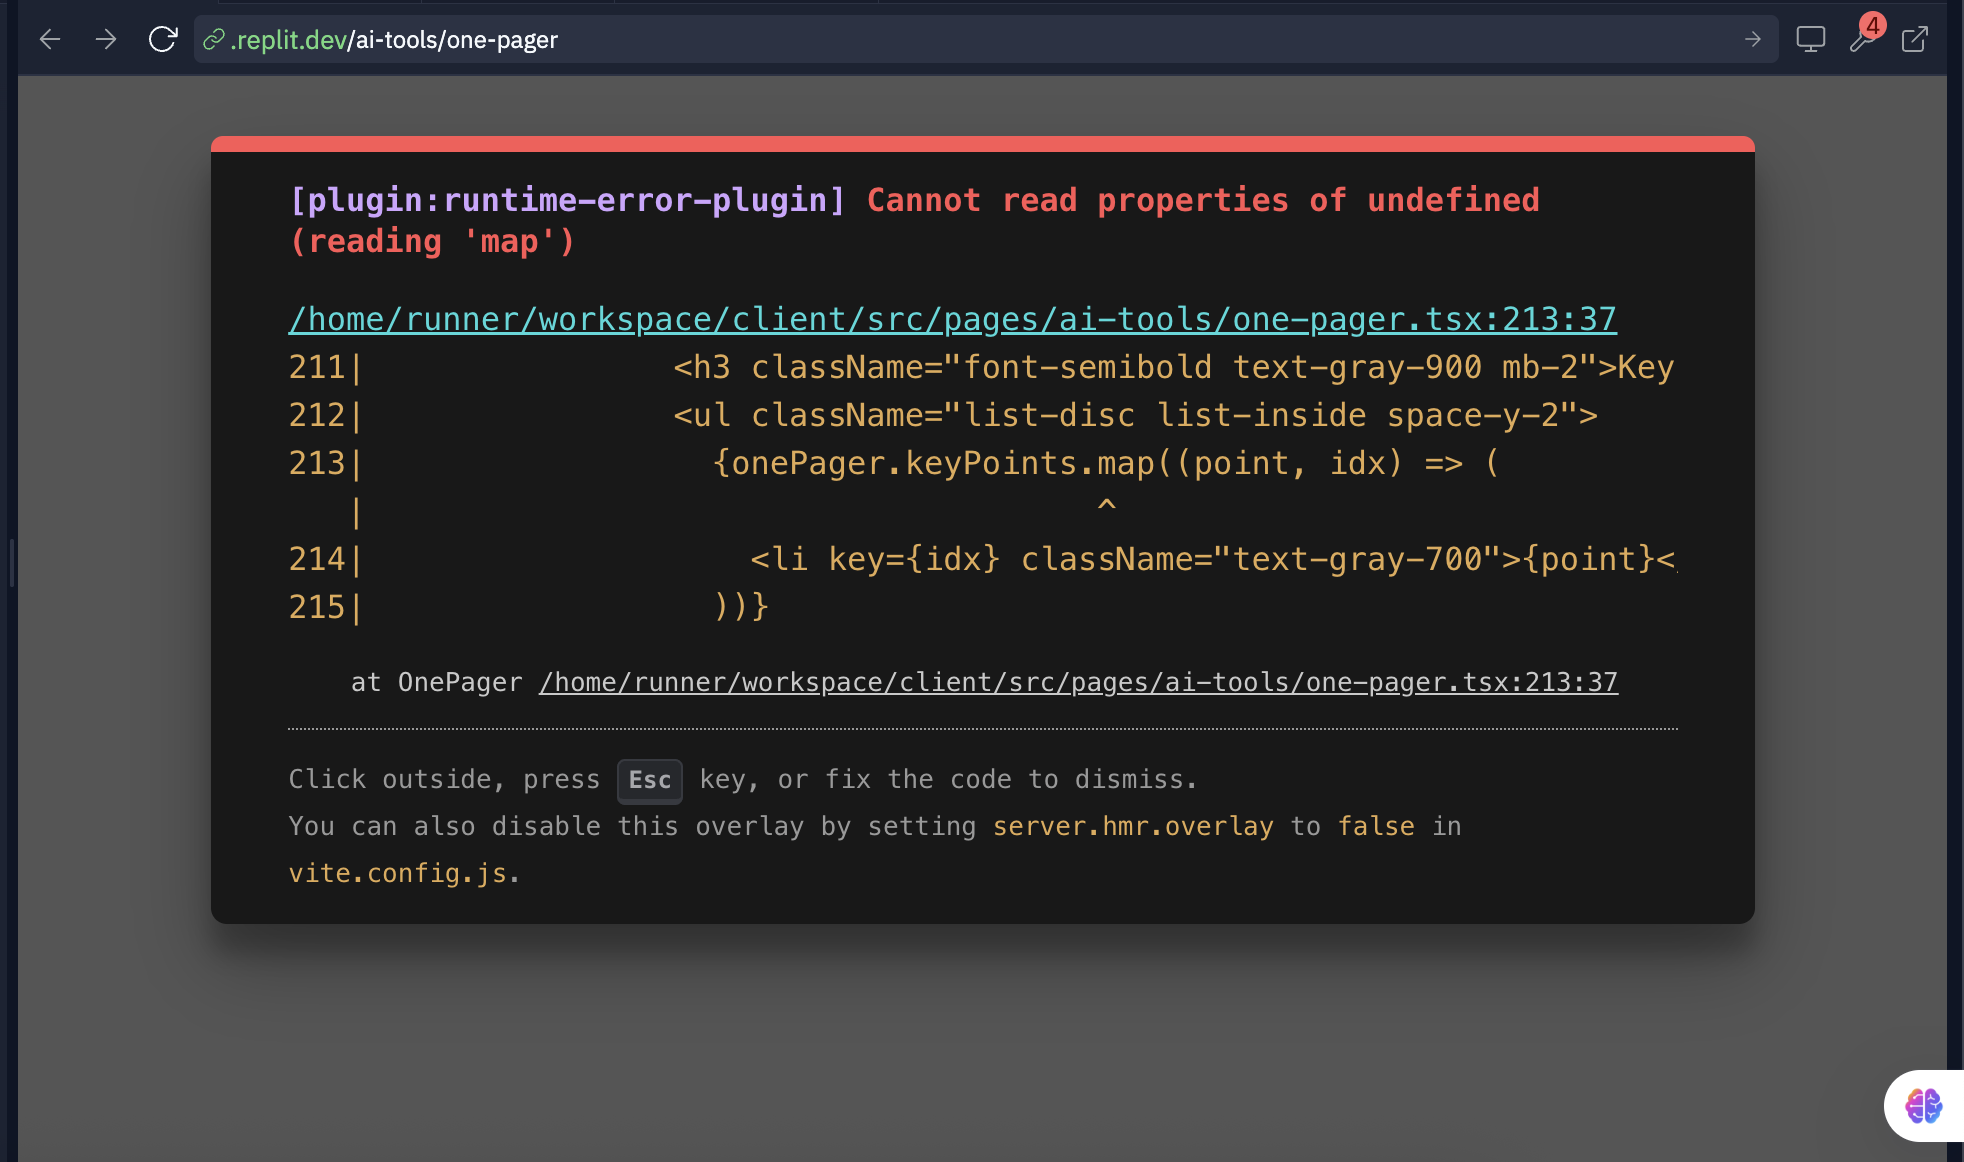 .replit.dev/ai-tools/one-pager
4
[plugin:runtime-error-plugin] Cannot read properties of undefined
(reading 'map')
/home/runner/workspace/client/src/pages/ai-tools/one-pager.tsx:213:37
211|                <h3 className="font-semibold text-gray-900 mb-2">Key
212|                <ul className="list-disc list-inside space-y-2">
213|                  {onePager.keyPoints.map((point, idx) => (
   |                                      ^
214|                    <li key={idx} className="text-gray-700">{point}<
215|                  ))}
at OnePager /home/runner/workspace/client/src/pages/ai-tools/one-pager.tsx:213:37
Click outside, press Esc key, or fix the code to dismiss.
You can also disable this overlay by setting server.hmr.overlay to false in
vite.config.js.